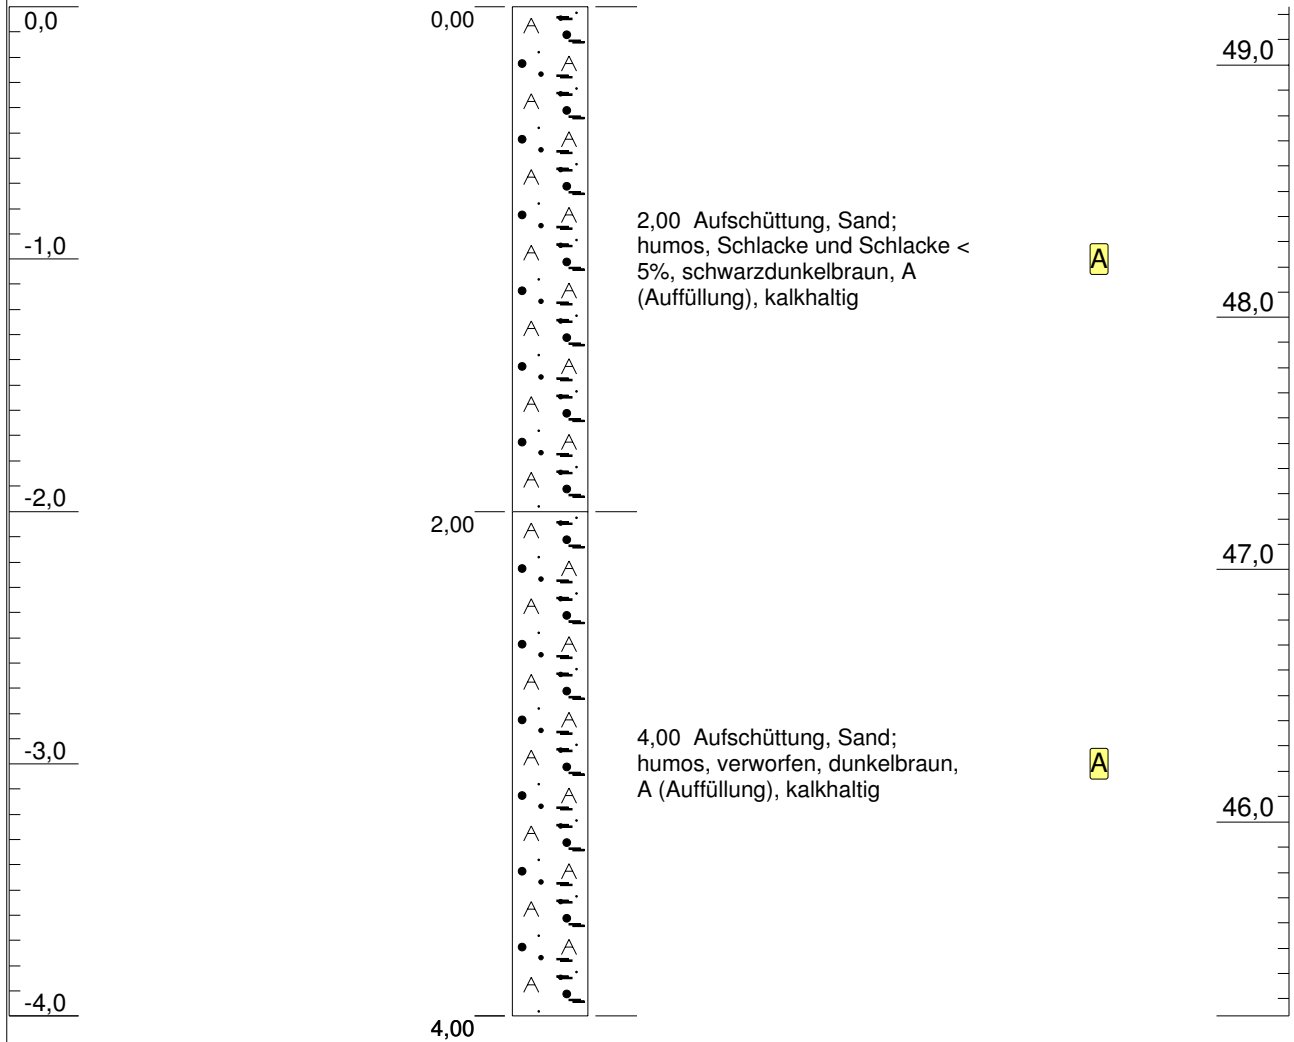 0,0
0,00
49,0
2,00 Aufschüttung, Sand;
humos, Schlacke und Schlacke <
5%, schwarzdunkelbraun, A
(Auffüllung), kalkhaltig
A
-1,0
48,0
-2,0
2,00
47,0
4,00 Aufschüttung, Sand;
humos, verworfen, dunkelbraun,
A (Auffüllung), kalkhaltig
A
-3,0
46,0
-4,0
4,00